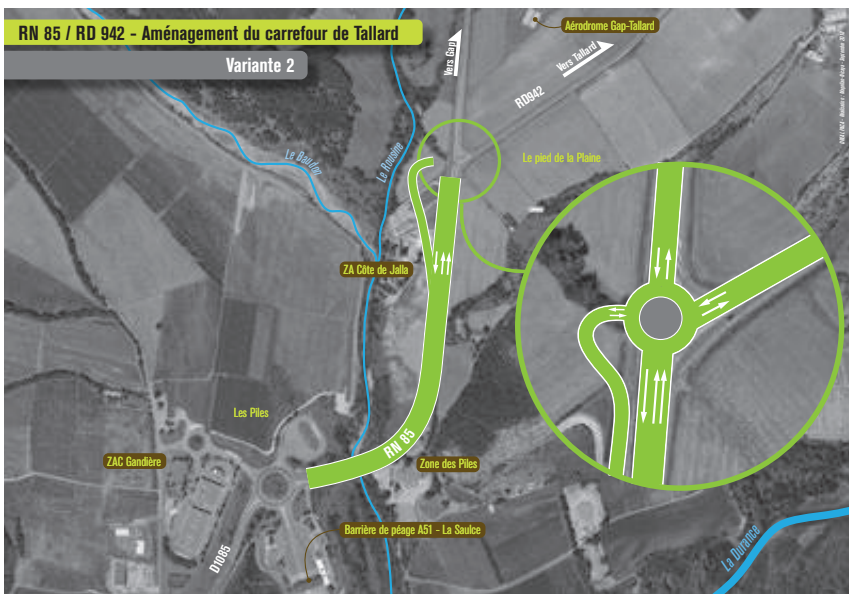 RN 85 / RD 942 - Aménagement du carrefour de Tallard
Variante 2
Aérodrome Gap-Tallard
Vers Gap
Vers Tallard
RD942
Le Baudon
Le Rousine
Le pied de la Plaine
ZA Côte de Jalla
Les Piles
RN 85
ZAC Gandière
Zone des Piles
Barrière de péage A51 - La Saulce
D1085
La Durance